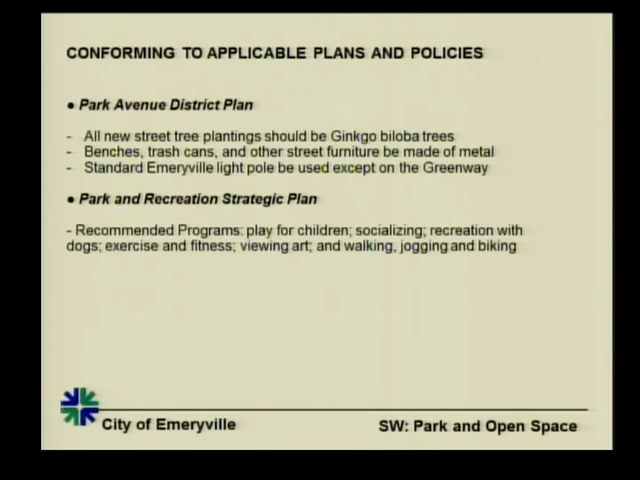 CONFORMING TO APPLICABLE PLANS AND POLICIES
● Park Avenue District Plan
- All new street tree plantings should be Ginkgo biloba trees
- Benches, trash cans, and other street furniture be made of metal
- Standard Emeryville light pole be used except on the Greenway
● Park and Recreation Strategic Plan
- Recommended Programs: play for children; socializing; recreation with
dogs; exercise and fitness; viewing art; and walking, jogging and biking
City of Emeryville
SW: Park and Open Space